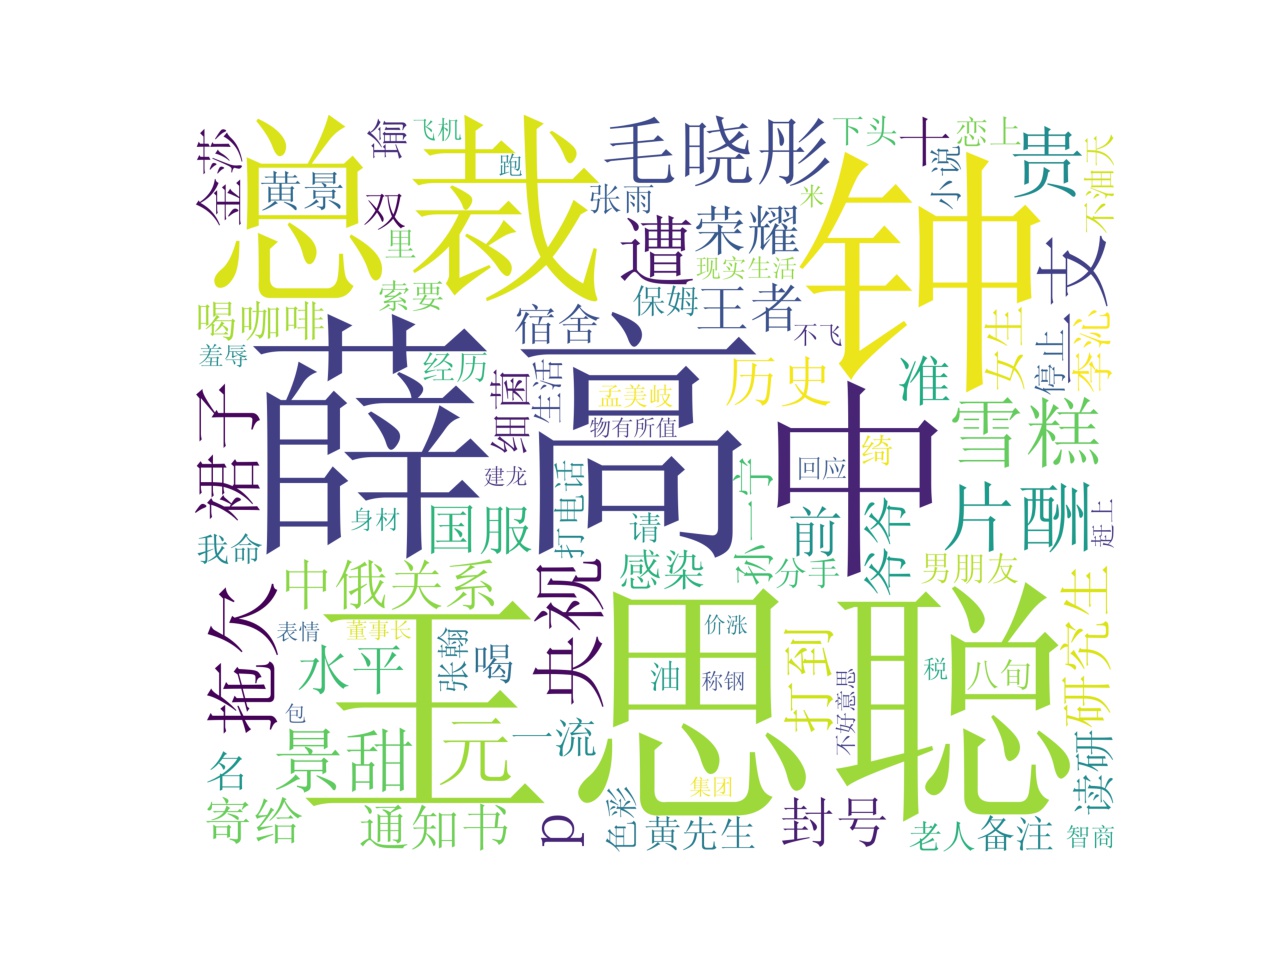 金莎
总裁
瑜
飞机
跑
毛晓彤
下头
十
恋上
贵
不油天
黄景
双
里
张雨
米
小说
钟
遭
荣耀
现实生活
女
索要
喝咖啡
宿舍
保姆
王者
不飞
女生
停止
李沁
羞辱
薛
高
中
经历
细菌
生活
孟美岐
物有所值
历史
准
雪糕
裙子
建龙
回应
绮
身材
国服
打电话
请
孙一宁
前
爷爷
片酬
赶上
我命
中俄关系
央视
感染
分手
男朋友
拖欠
王思聪
研究生
表情
董事长
水平
张翰
喝
油
价涨
称钢
打到
不好意思
税
八旬
包
景甜
元
一流
名
集团
读研
寄给
通知书
p
色彩
黄先生
封号
老人
备注
智商